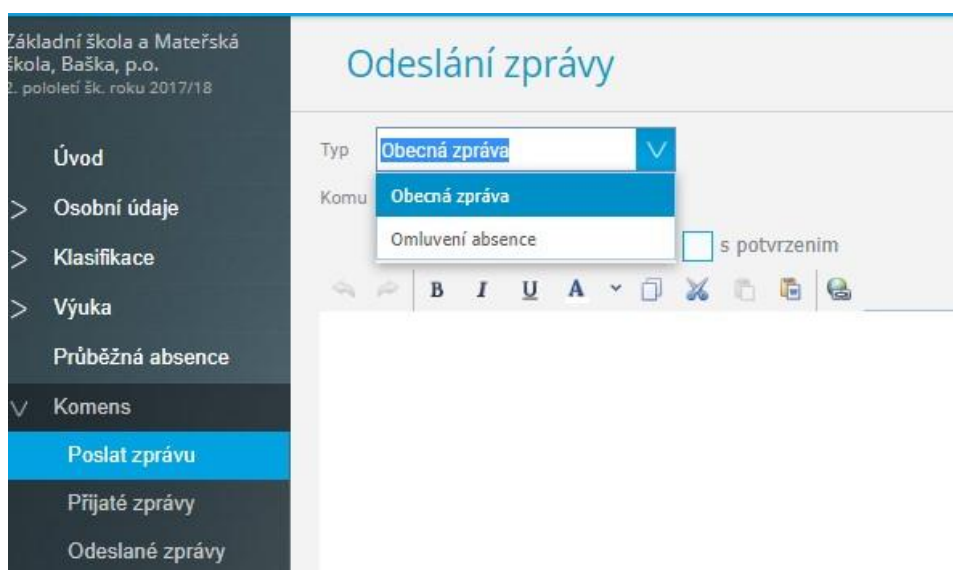 Základní škola a Mateřská
škola, Baška, p.o.
2. pololetí šk. roku 2017/18
Úvod
Osobní údaje
Klasifikace
Výuka
Průběžná absence
Komens
Poslat zprávu
Přijaté zprávy
Odeslané zprávy
Odeslání zprávy
Typ Obecná zpráva
Komu Obecná zpráva
Omluvení absence
s potvrzenim
B I U A